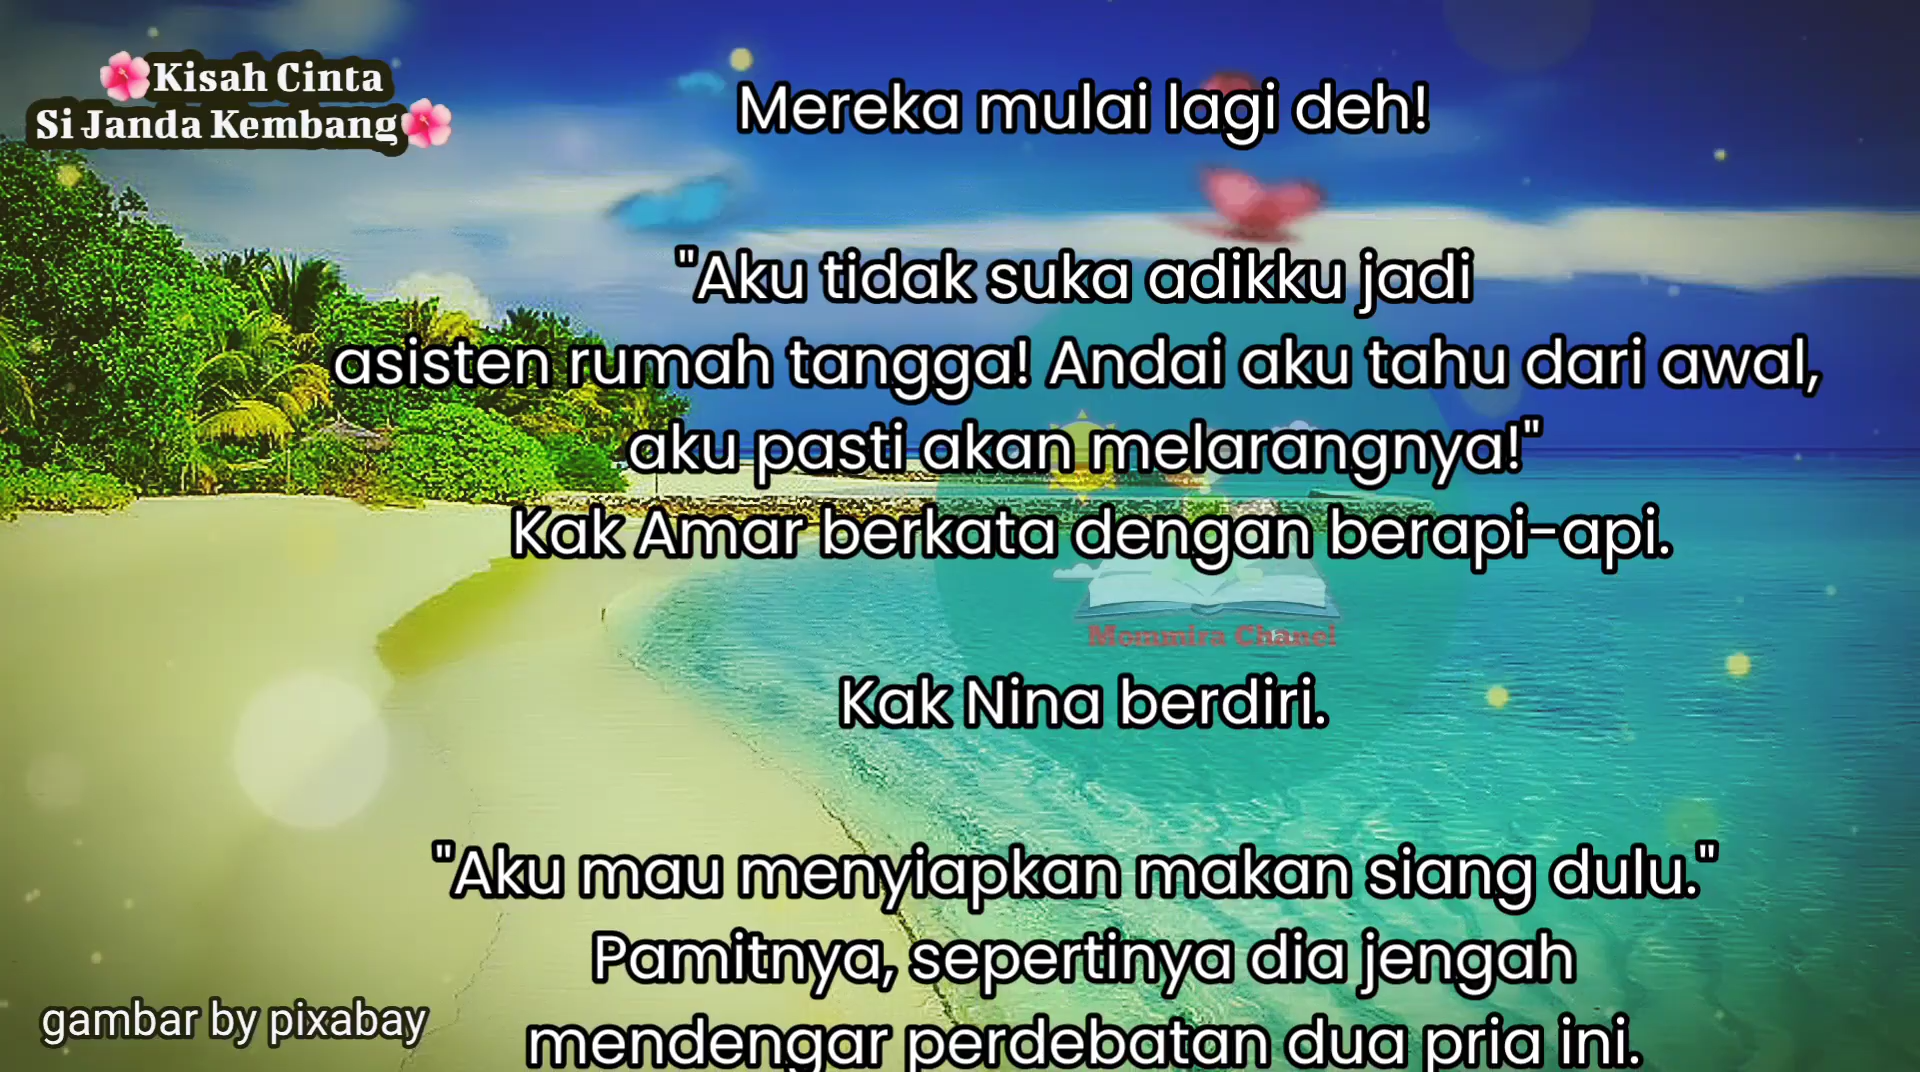 🌺Kisah Cinta
Si Janda Kembang🌺
Mereka mulai lagi deh!
"Aku tidak suka adikku jadi
asisten rumah tangga! Andai aku tahu dari awal,
aku pasti akan melarangnya!"
Kak Amar berkata dengan berapi-api.
Mommira Chanel
Kak Nina berdiri.
"Aku mau menyiapkan makan siang dulu."
Pamitnya, sepertinya dia jengah
mendengar perdebatan dua pria ini.
gambar by pixabay